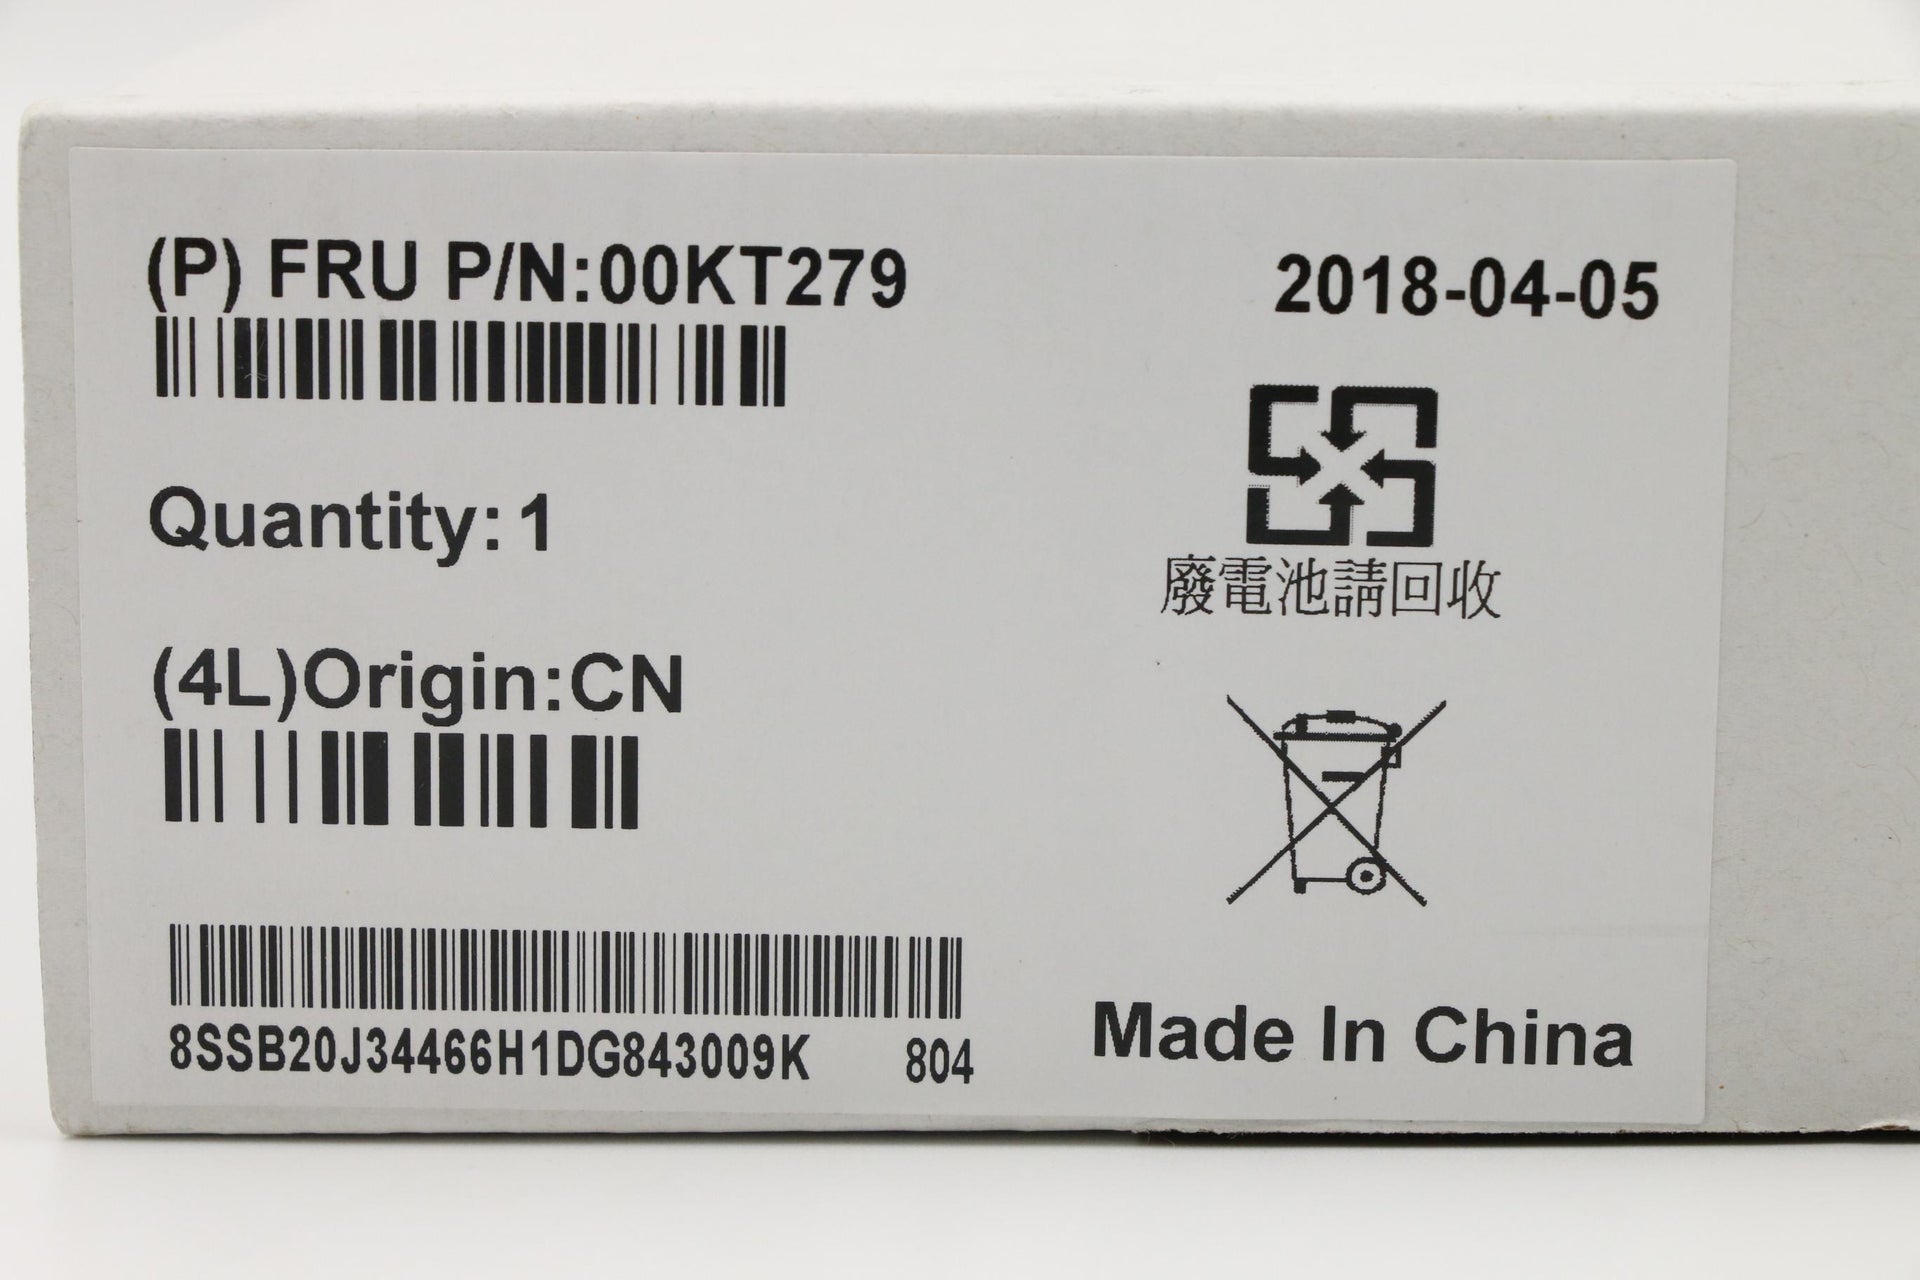 (P) FRU P/N:00KT279
2018-04-05
Quantity: 1
廢電池請回收
(4L)Origin:CN
8SSB20J34466H1DG843009K 804
Made In China